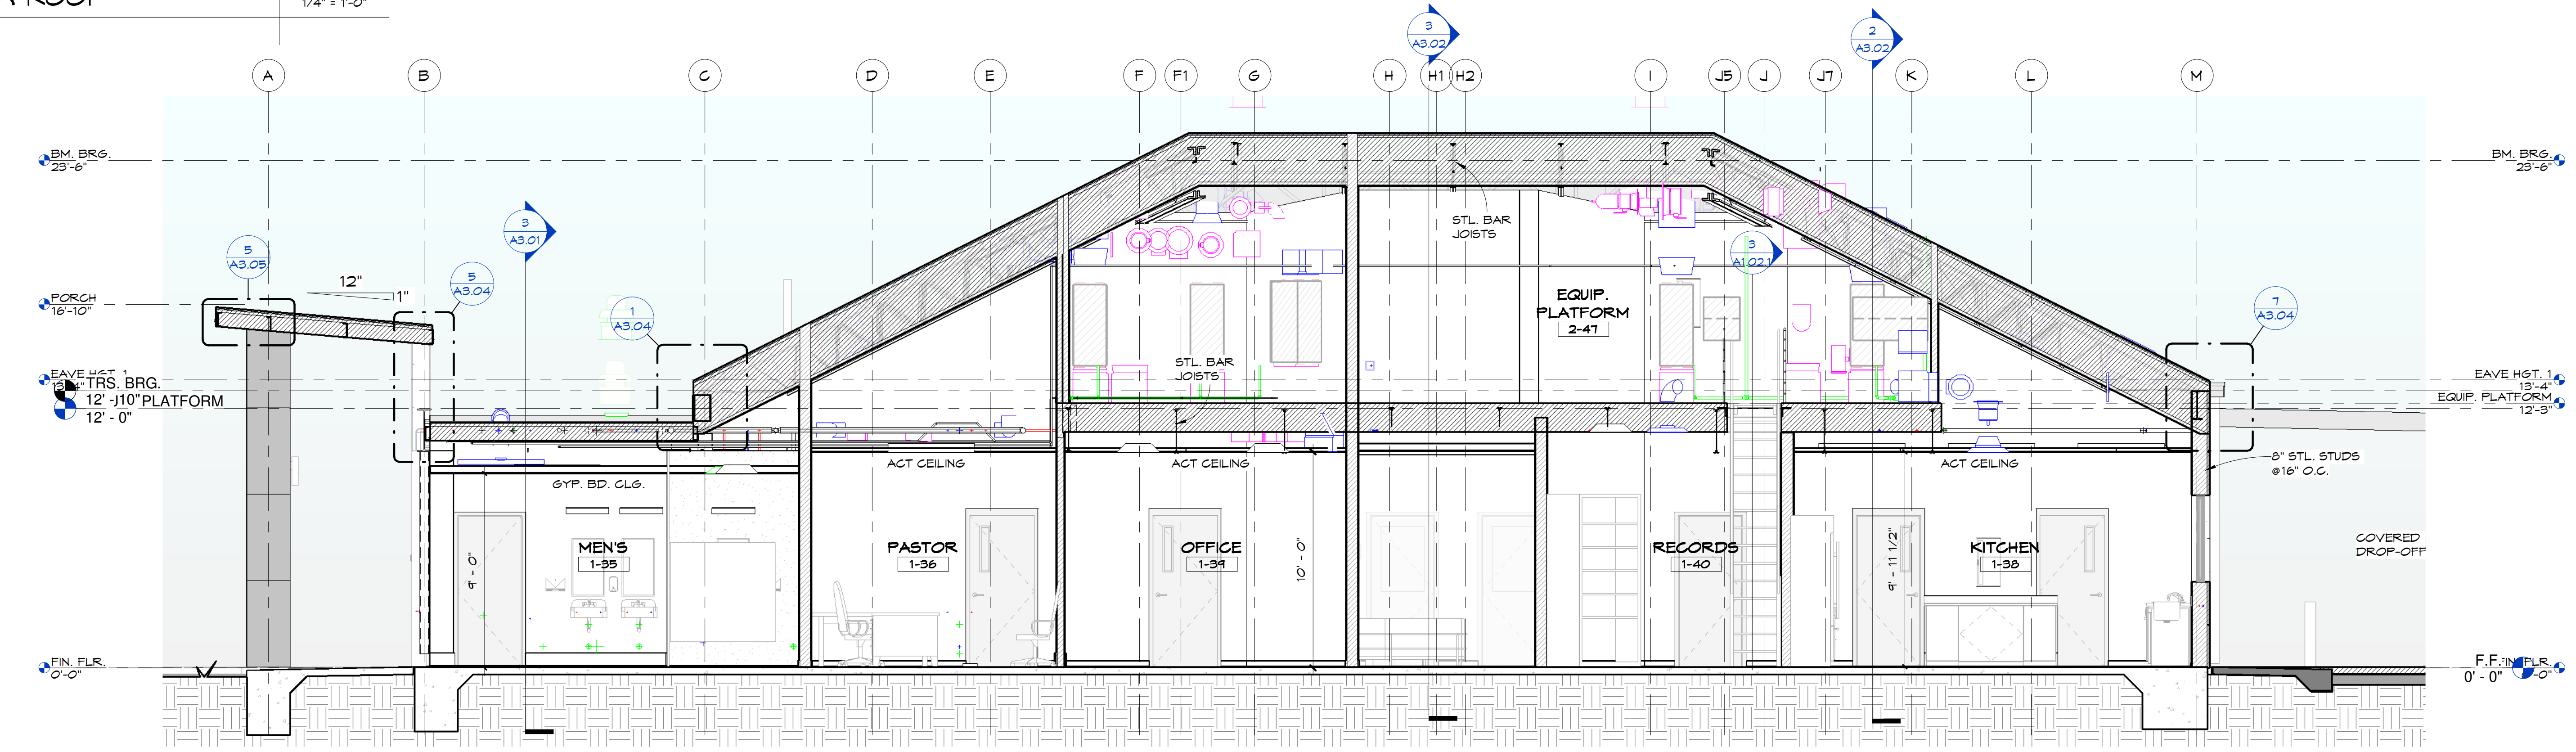 1/4" = 1'-0"
3
A3.02
2
A3.02
A
B
C
D
E
F
F1
G
H
H1
H2
I
J5
J
J7
K
L
M
BM. BRG.
23'-6"
BM. BRG.
23'-6"
3
A3.01
5
A3.05
5
A3.04
12"
1"
PORCH
16'-10"
1
A3.04
STL. BAR
JOISTS
3
A1.02.1
EQUIP.
PLATFORM
2-47
7
A3.04
STL. BAR
JOISTS
EAVE HGT. 1
TRS. BRG.
12' - 10"
PLATFORM
12' - 0"
EAVE HGT. 1
13'-4"
EQUIP. PLATFORM
12'-3"
GYP. BD. CLG.
ACT CEILING
ACT CEILING
ACT CEILING
8" STL. STUDS
@16" O.C.
MEN'S
1-35
9' - 0"
PASTOR
1-36
OFFICE
1-39
10' - 0"
RECORDS
1-40
9' - 11 1/2"
KITCHEN
1-38
COVERED
DROP-OFF
FIN. FLR.
0'-0"
F.F.
0' - 0"